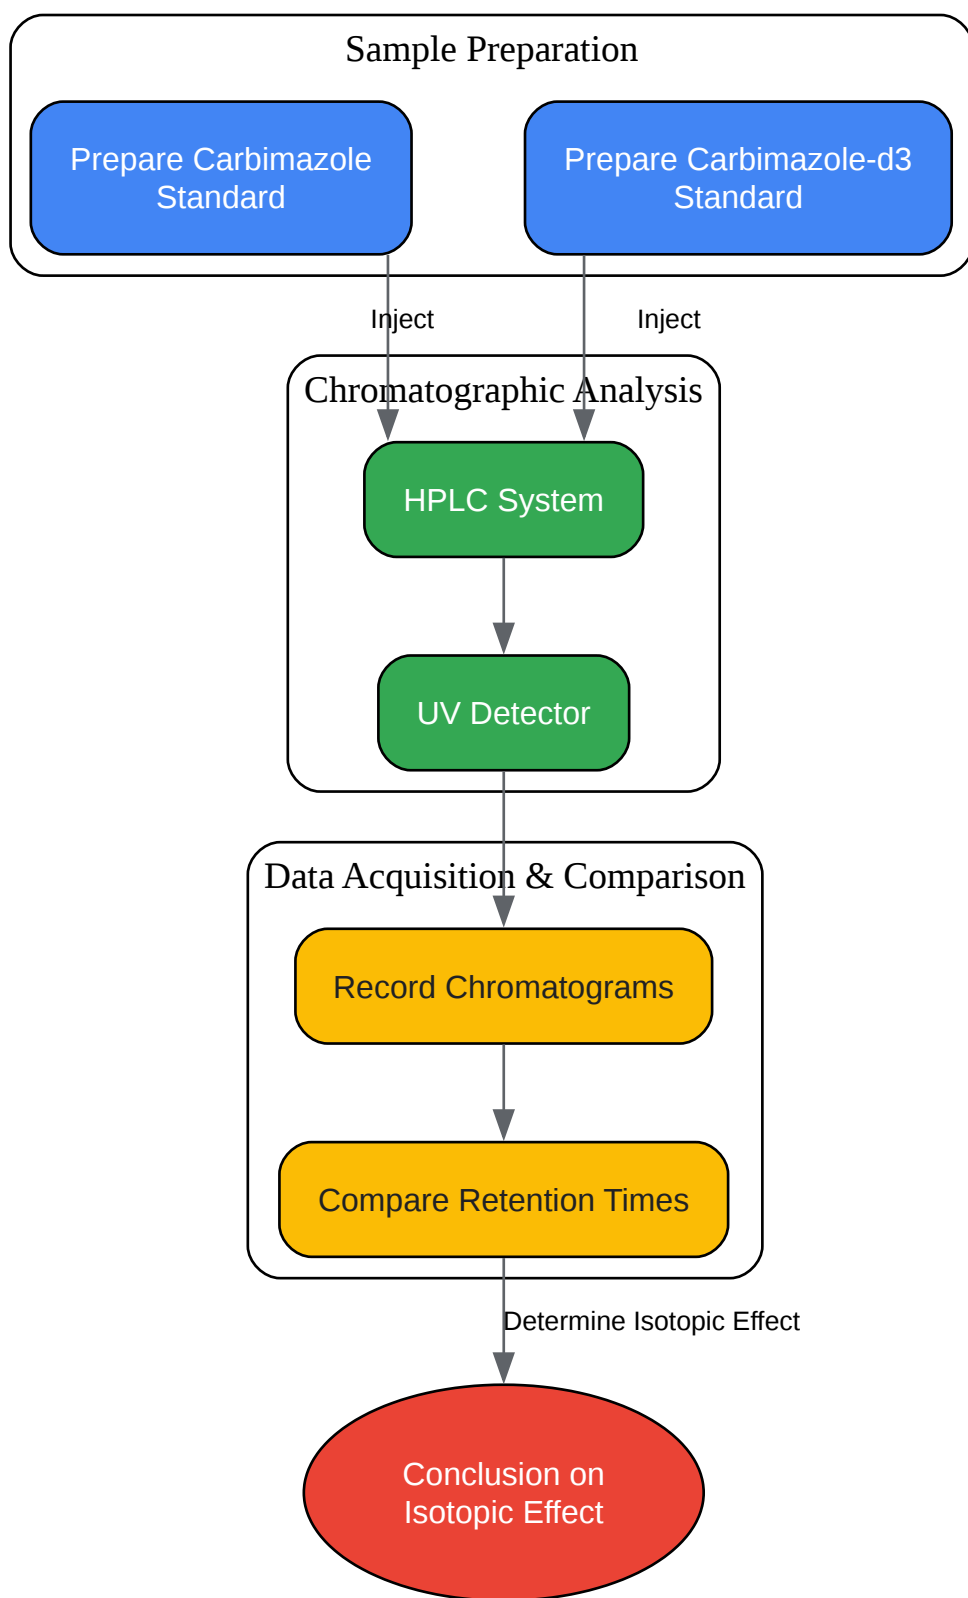 Sample Preparation
Prepare Carbimazole
Standard
Prepare Carbimazole-d3
Standard
Inject
Inject
Chromatographic Analysis
HPLC System
UV Detector
Data Acquisition & Comparison
Record Chromatograms
Compare Retention Times
Determine Isotopic Effect
Conclusion on
Isotopic Effect